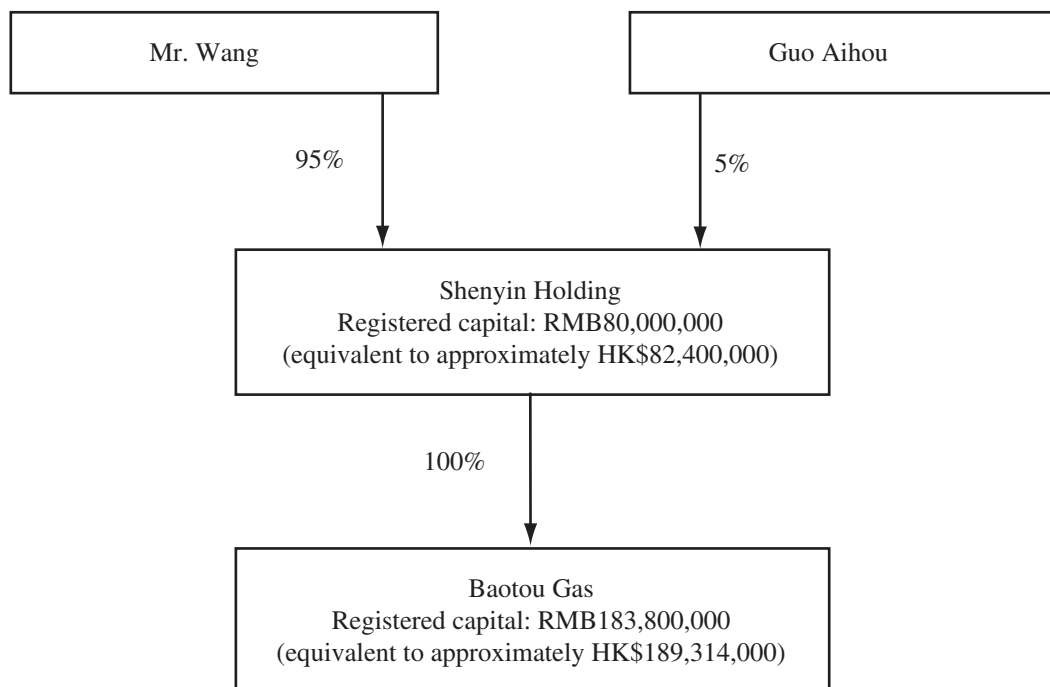 Mr. Wang
Guo Aihou
95%
5%
Shenyin Holding
Registered capital: RMB80,000,000
(equivalent to approximately HK$82,400,000)
100%
Baotou Gas
Registered capital: RMB183,800,000
(equivalent to approximately HK$189,314,000)